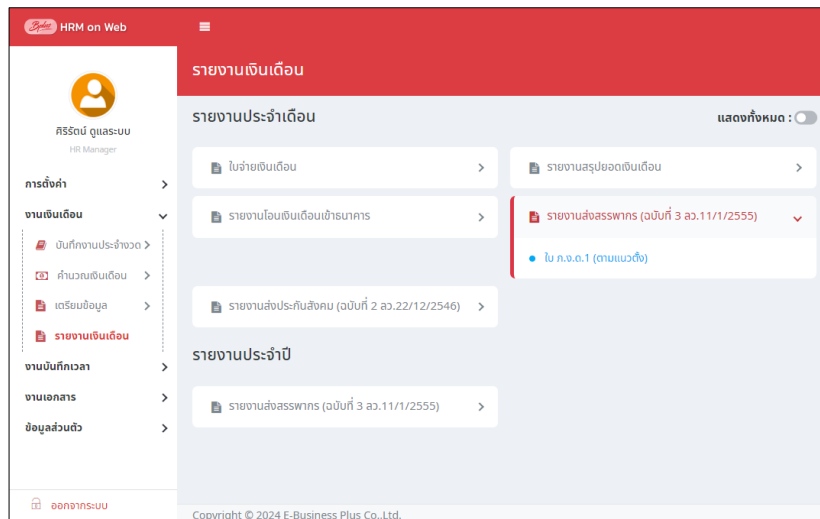 Bplus HRM on Web
รายงานเงินเดือน
ศิริรัตน์ ดูแลระบบ
HR Manager
การตั้งค่า
งานเงินเดือน
บันทึกงานประจำงวด
คำนวณเงินเดือน
เตรียมข้อมูล
รายงานเงินเดือน
งานบันทึกเวลา
งานเอกสาร
ข้อมูลส่วนตัว
ออกจากระบบ
รายงานประจำเดือน
แสดงทั้งหมด :
ใบจ่ายเงินเดือน
รายงานสรุปยอดเงินเดือน
รายงานโอนเงินเดือนเข้าธนาคาร
รายงานส่งสรรพากร (ฉบับที่ 3 ลว.11/1/2555)
ใบ ภ.ง.ด.1 (ตามแนวตั้ง)
รายงานส่งประกันสังคม (ฉบับที่ 2 ลว.22/12/2546)
รายงานประจำปี
รายงานส่งสรรพากร (ฉบับที่ 3 ลว.11/1/2555)
Copyright © 2024 E-Business Plus Co.,Ltd.